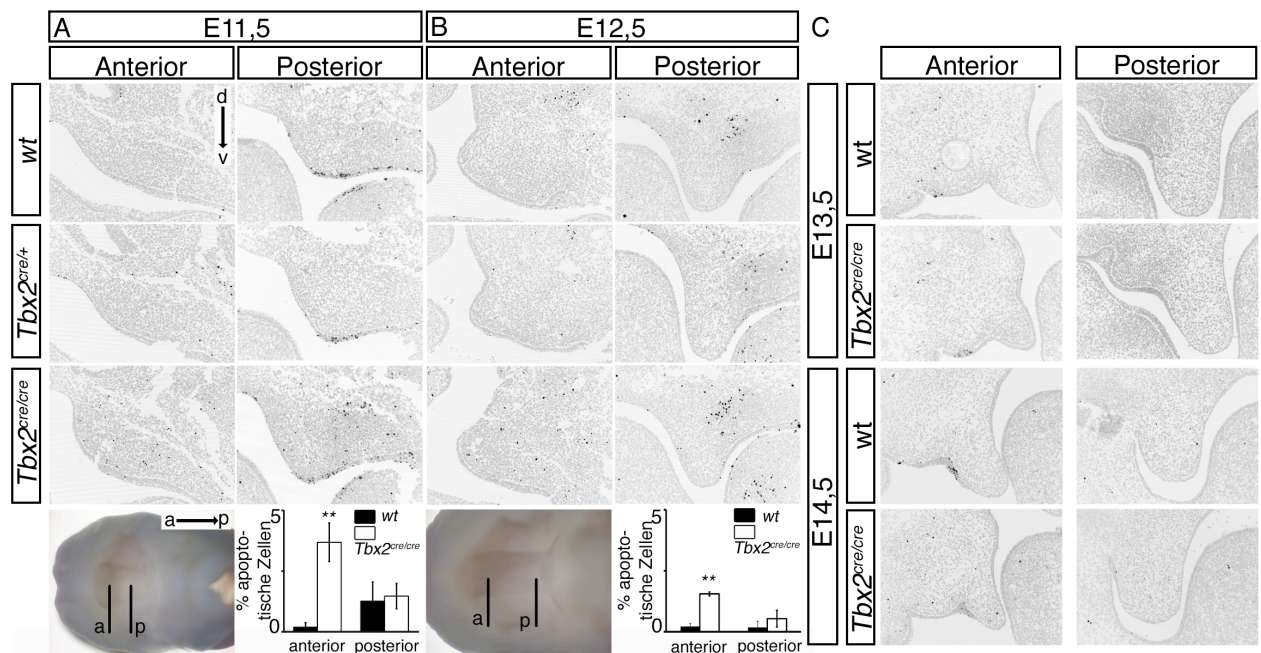 A
E11,5
B
E12,5
C
Anterior
Posterior
Anterior
Posterior
Anterior
Posterior
wt
d
v
Tbx2cre/+
Tbx2cre/cre
E13,5
wt
Tbx2cre/cre
E14,5
wt
Tbx2cre/cre
a
p
a
p
% apopto-
tische Zellen
5
0
**
wt
Tbx2cre/cre
anterior
posterior
a
p
% apopto-
tische Zellen
5
0
**
wt
Tbx2cre/cre
anterior
posterior